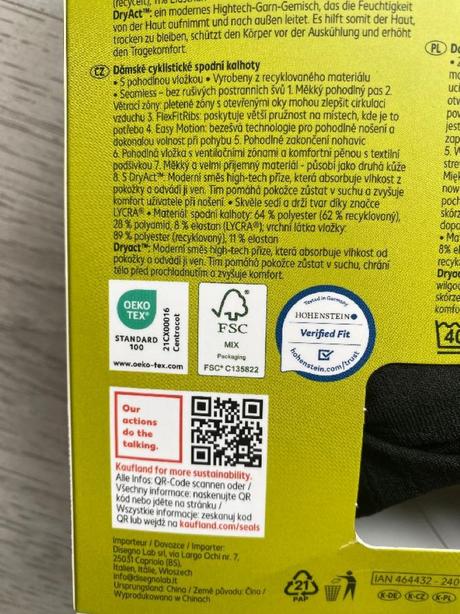 (recycelt), 11% Elastan
DryAct™: ein modernes Hightech-Garn-Gemisch, das die Feuchtigkeit
von der Haut aufnimmt und nach außen leitet. Es hilft somit der Haut,
trocken zu bleiben, schützt den Körper vor der Auskühlung und erhöht
den Tragekomfort.
CZ Dámské cyklistické spodní kalhoty
• S pohodlnou vložkou • Vyrobeny z recyklovaného materiálu
• Seamless – bez rušivých postranních švů 1. Měkký pohodlný pas 2.
Větrací zóny: pletené zóny s otevřenými oky mohou zlepšit cirkulaci
vzduchu 3. FlexFitRibs: poskytuje větší pružnost na místech, kde je to
potřeba 4. Easy Motion: bezešvá technologie pro pohodlné nošení a
dokonalou volnost při pohybu 5. Pohodlné zakončení nohavic
6. Pohodlná vložka s ventilačními zónami a komfortní pěnou s textilní
podšívkou 7. Měkký a velmi příjemný materiál - působí jako druhá kůže
8. S DryAct™: Moderní směs high-tech příze, která absorbuje vlhkost z
pokožky a odvádí ji ven. Tím pomáhá pokožce zůstat v suchu a zvyšuje
komfort uživatele při nošení • Skvěle sedí a drží tvar díky značce
LYCRA® • Materiál spodní kalhoty: 64 % polyester (62 % recyklovaný),
28 % polyamid, 8 % elastan (LYCRA®); vrchní látka vložky:
89 % polyester (recyklovaný), 11 % elastan
Dryact™: Moderní směs high-tech příze, která absorbuje vlhkost od
pokožky a odvádí ji ven. Tím pomáhá pokožce zůstat v suchu, chrání
tělo před prochladnutím a zvyšuje komfort.
PL
OEKO
TEX®
STANDARD
100
21CX00016
Centrocot
www.oeko-tex.com
FSC
MIX
Packaging
FSC® C135822
Tested in Germany
HOHENSTEIN
Verified Fit
hohenstein.com/trust
40
Our
actions
do the
talking.
Kaufland for more sustainability.
Alle Infos: QR-Code scannen oder /
Všechny informace: naskenujte QR
kód nebo jděte na stránku /
Wszystkie informacje: zeskanuj kod
QR lub wejdź na kaufland.com/seals
Importeur / Dovozce / Importer:
Disegno Lab srl, via Largo Ochi nr. 7,
25031 Capriolo (BS),
Italien, Itálie, Włoszech
info@disegnolab.it
Ursprungsland: China / Země původu: Čína /
Wyprodukowano w Chinach
21
PAP
IAN 464432 - 240
K-DE K-CZ K-PL